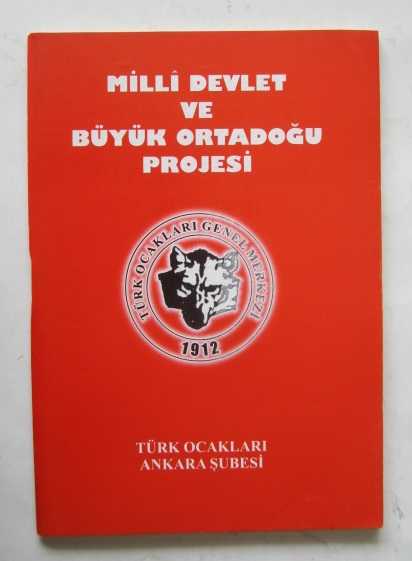 MİLLÎ DEVLET
VE
BÜYÜK ORTADOĞU
PROJESİ
TÜRK OCAKLARI GENEL MERKEZİ
1912
TÜRK OCAKLARI
ANKARA ŞUBESİ